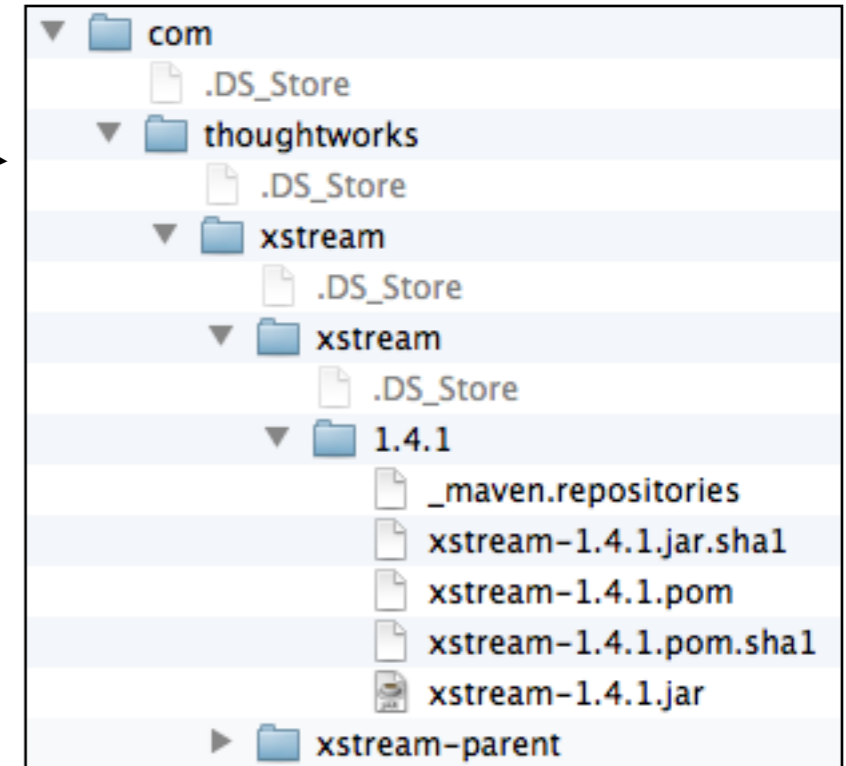 com
.DS_Store
thoughtworks
.DS_Store
xstream
.DS_Store
xstream
.DS_Store
1.4.1
_maven.repositories
xstream-1.4.1.jar.sha1
xstream-1.4.1.pom
xstream-1.4.1.pom.sha1
xstream-1.4.1.jar
xstream-parent